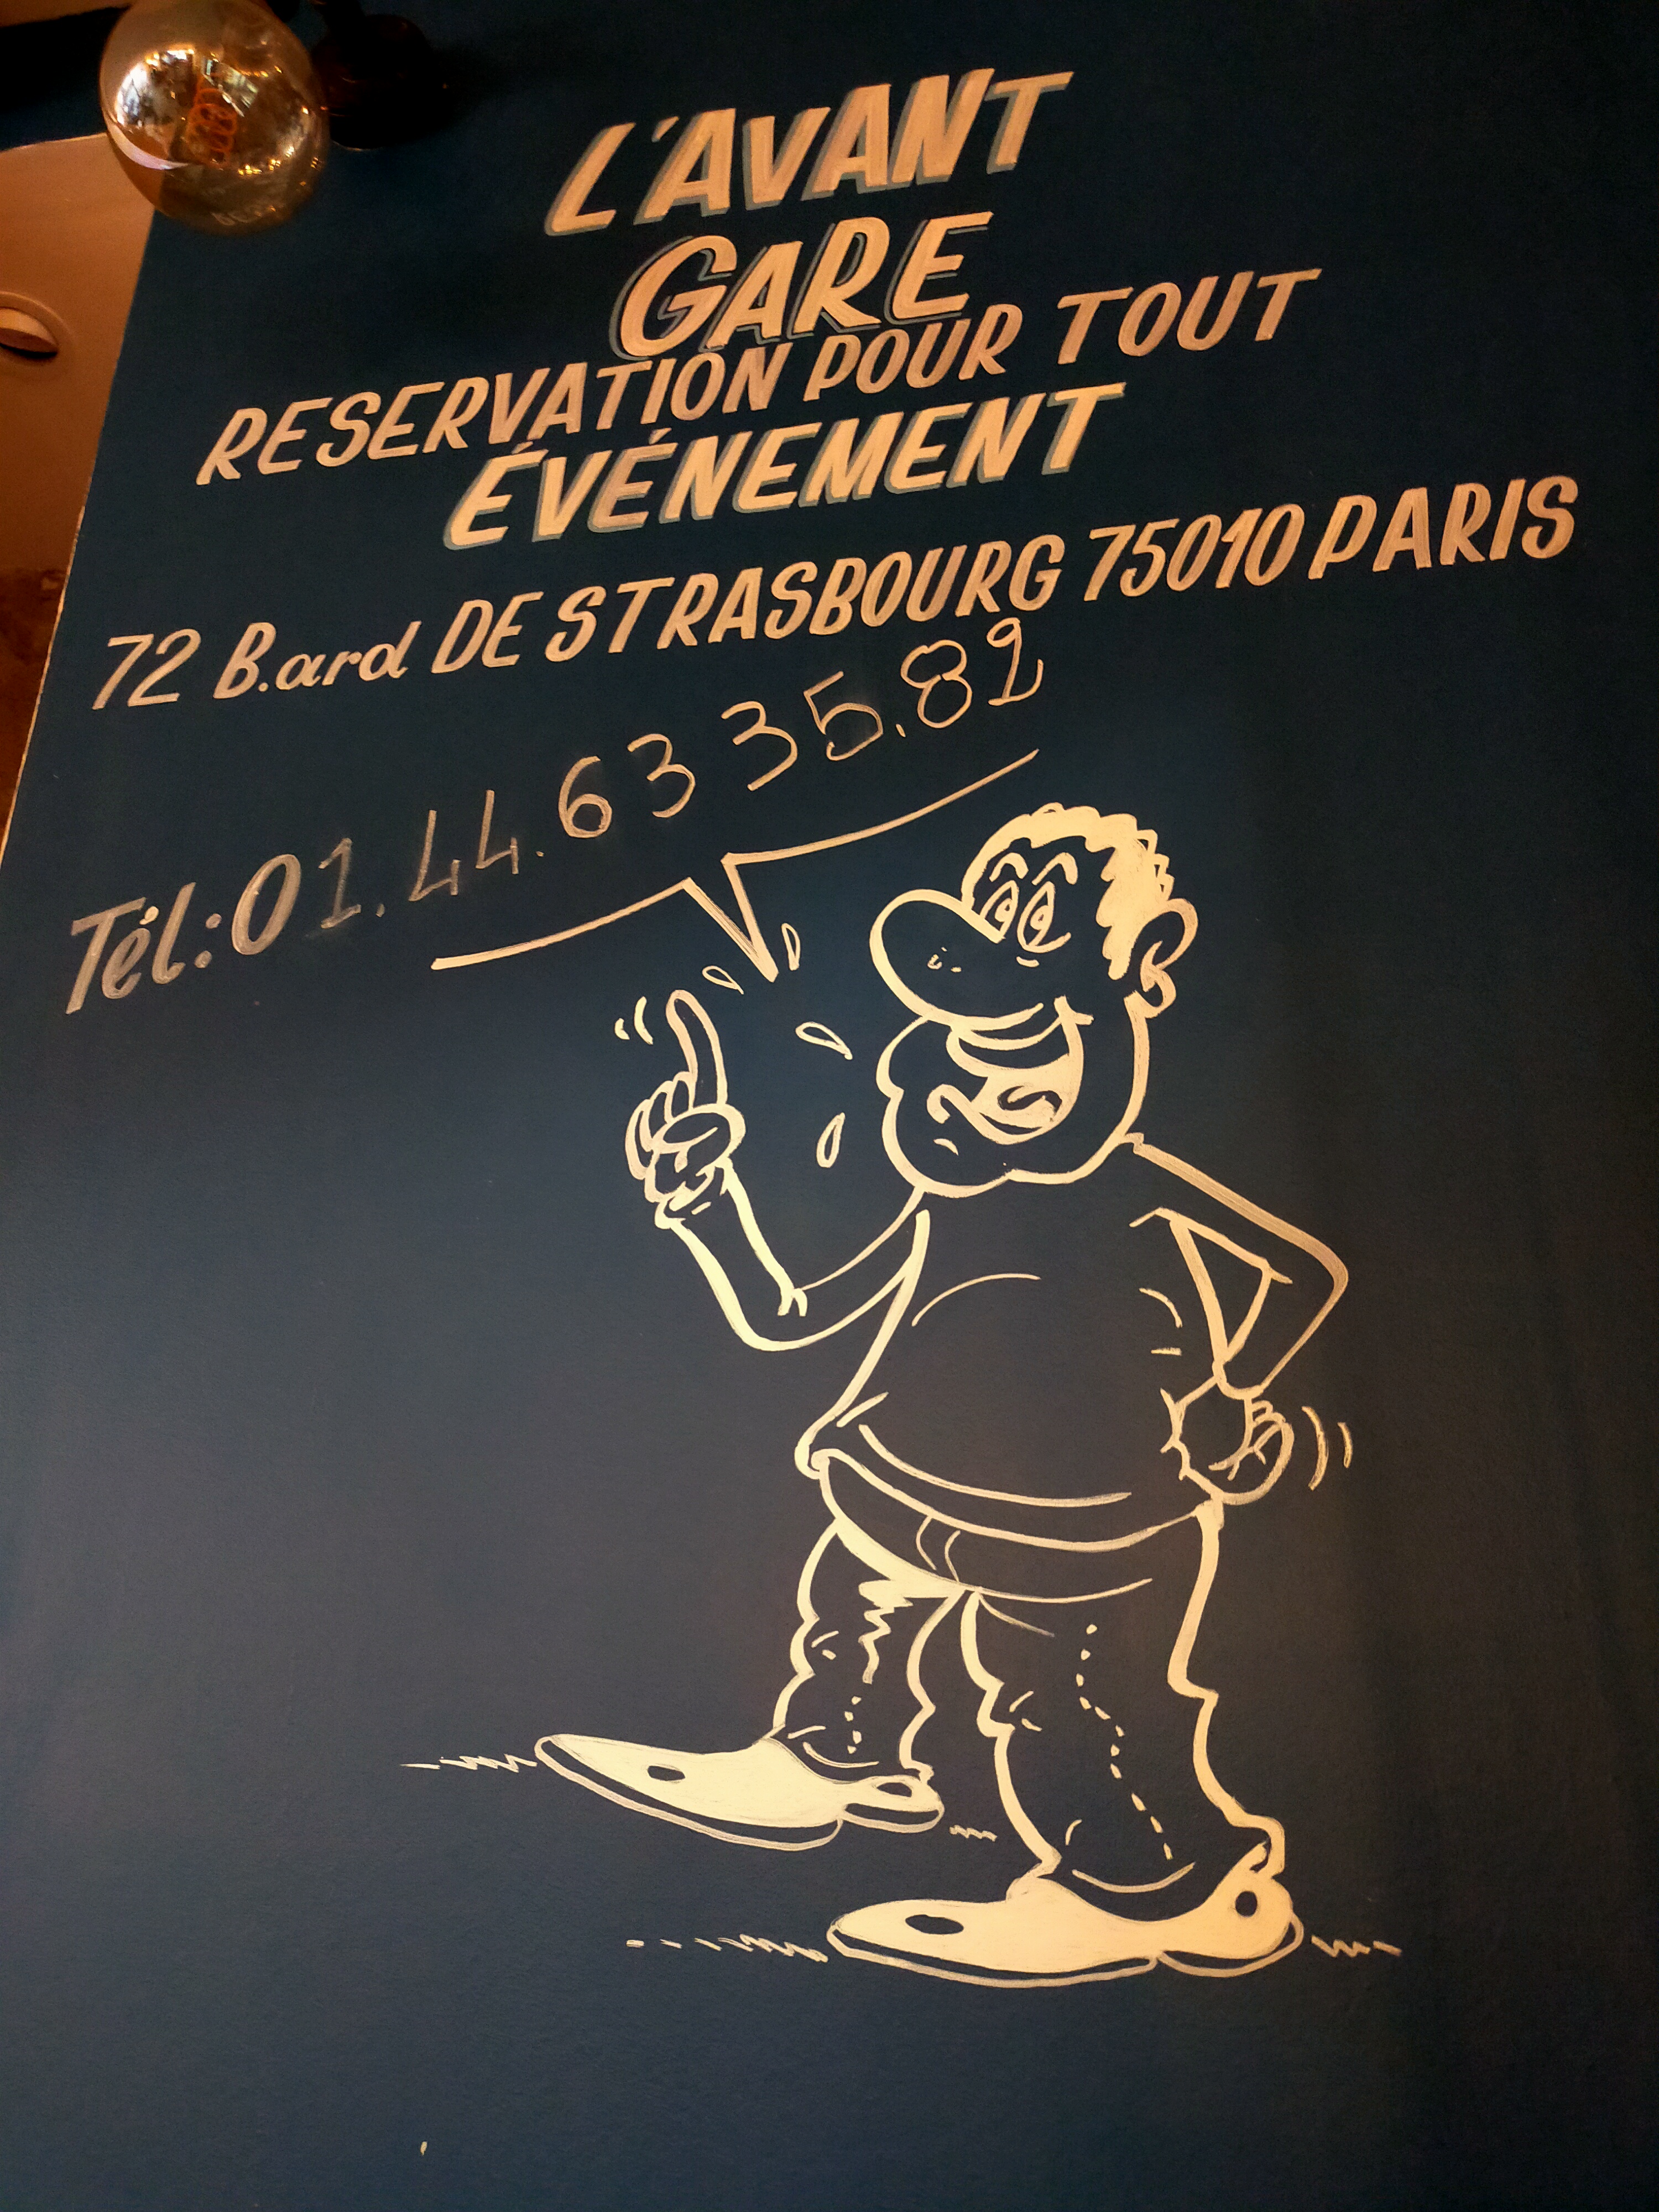 L'AVANT
GARE
RESERVATION POUR TOUT
ÉVÉNEMENT
72 B.ard DE STRASBOURG 75010 PARIS
Tél:01.44.63 35.82